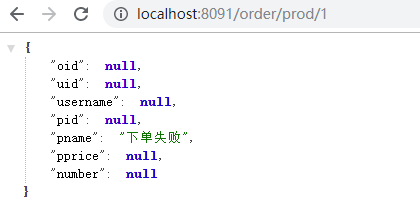 localhost:8091/order/prod/1
{
"oid": null,
"uid": null,
"username": null,
"pid": null,
"pname": "下单失败",
"pprice": null,
"number": null
}